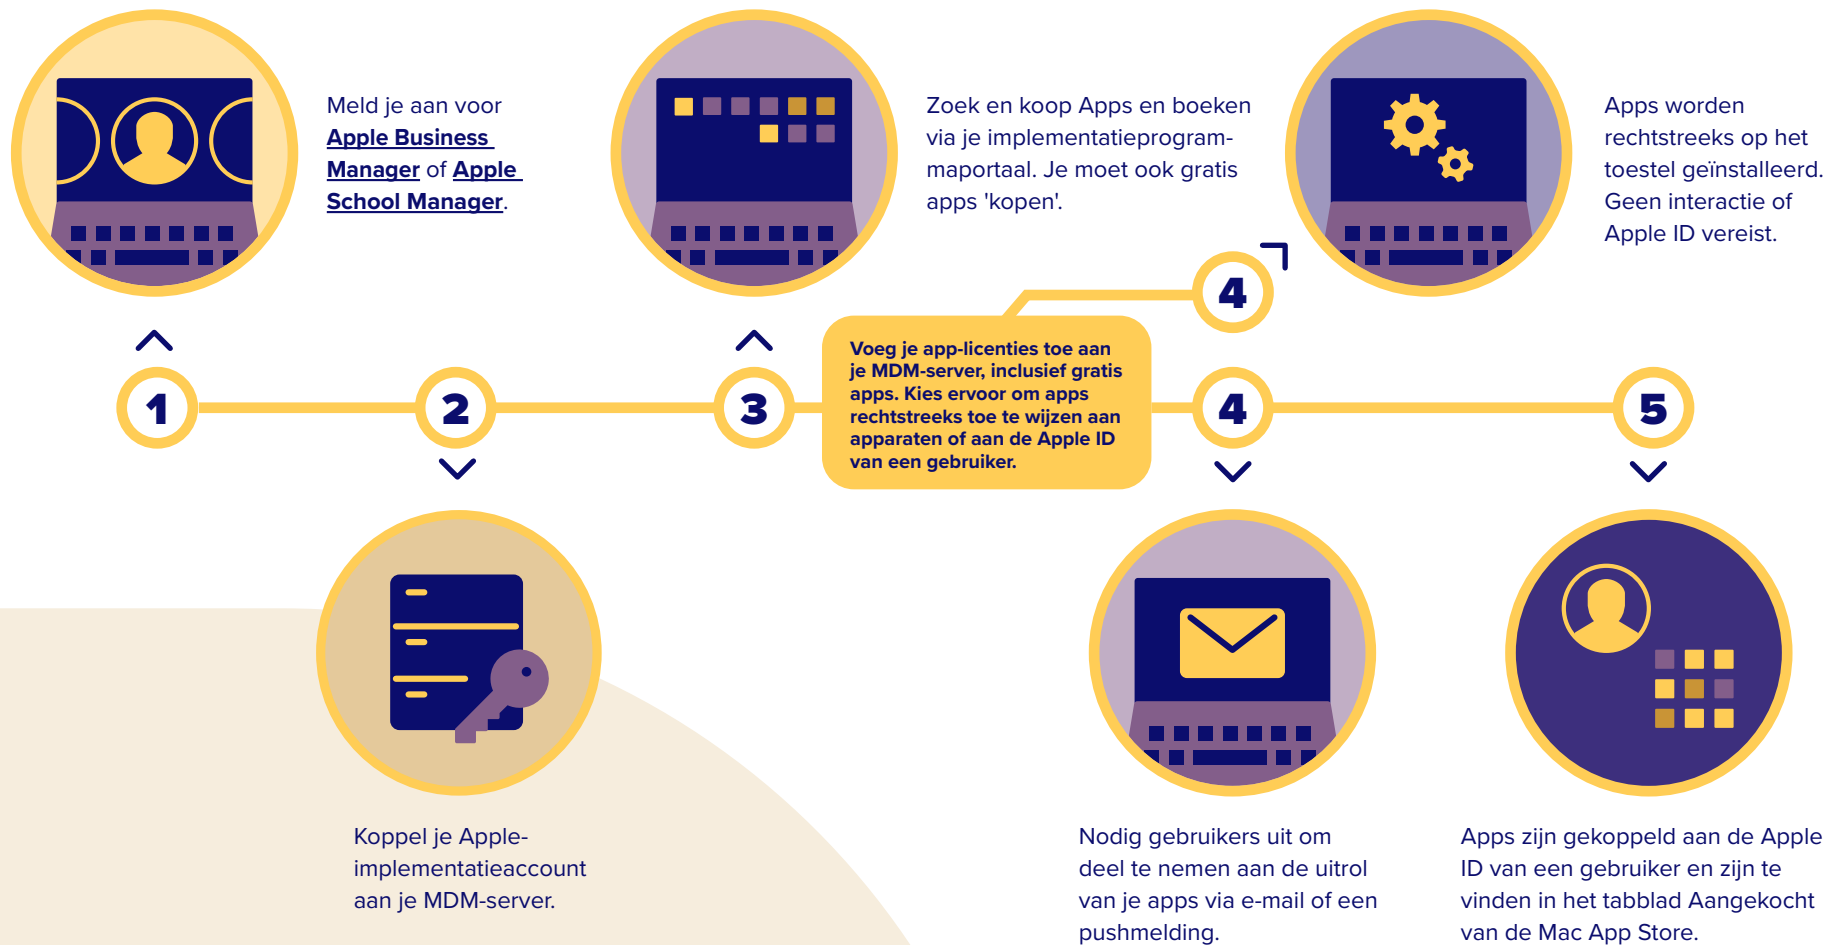 Meld je aan voor
Apple Business
Manager of Apple
School Manager.
Zoek en koop Apps en boeken
via je implementatieprogram-
maportaal. Je moet ook gratis
apps 'kopen'.
Apps worden
rechtstreeks op het
toestel geïnstalleerd.
Geen interactie of
Apple ID vereist.
4
1
2
3
Voeg je app-licenties toe aan
je MDM-server, inclusief gratis
apps. Kies ervoor om apps
rechtstreeks toe te wijzen aan
apparaten of aan de Apple ID
van een gebruiker.
4
5
Koppel je Apple-
implementatieaccount
aan je MDM-server.
Nodig gebruikers uit om
deel te nemen aan de uitrol
van je apps via e-mail of een
pushmelding.
Apps zijn gekoppeld aan de Apple
ID van een gebruiker en zijn te
vinden in het tabblad Aangekocht
van de Mac App Store.